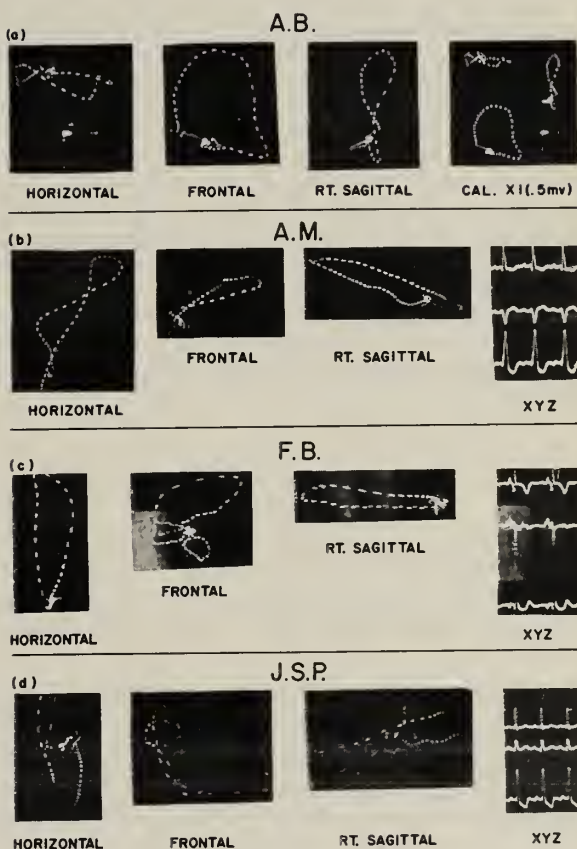 A.B.
(a)
HORIZONTAL FRONTAL RT. SAGITTAL CAL. X1(.5mv)
A.M.
(b)
FRONTAL RT. SAGITTAL
HORIZONTAL XYZ
F.B.
(c)
RT. SAGITTAL
FRONTAL
HORIZONTAL XYZ
J.S.P.
(d)
HORIZONTAL FRONTAL RT. SAGITTAL XYZ